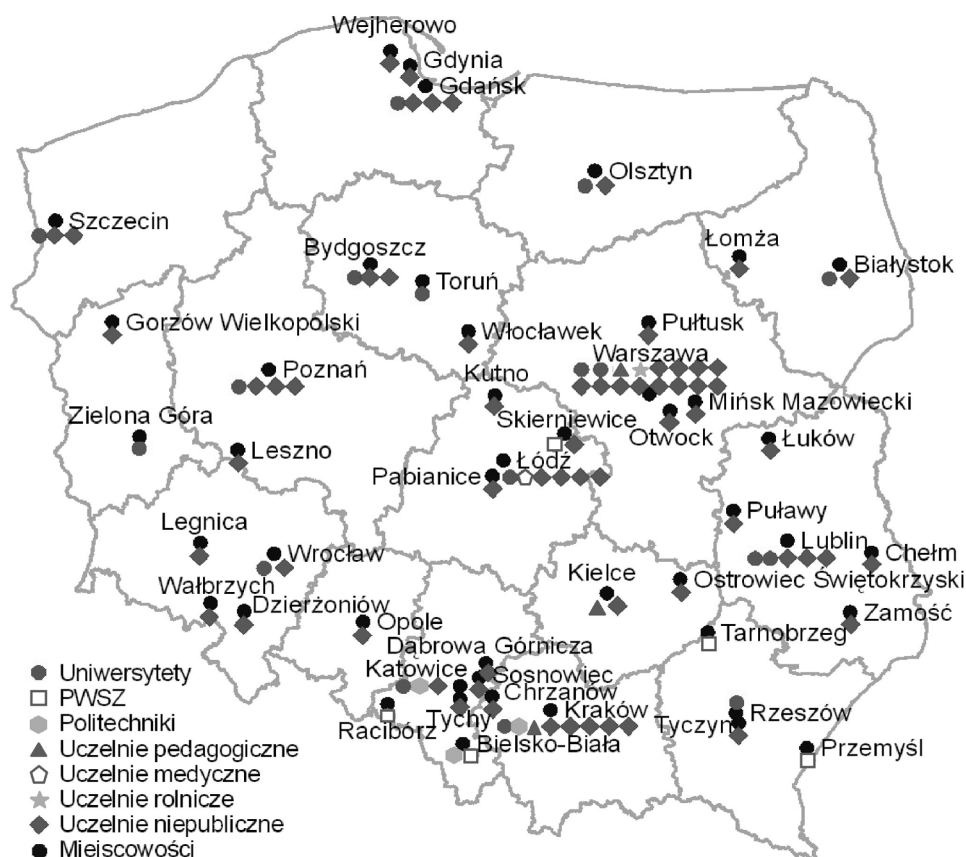 Wejherowo
Gdynia
Gdańsk
Olsztyn
Szczecin
Bydgoszcz
Toruń
Łomża
Białystok
Gorzów Wielkopolski
Włocławek
Pułtusk
Warszawa
Poznań
Kutno
Mińsk Mazowiecki
Zielona Góra
Skierniewice
Otwock
Leszno
Łódź
Łuków
Pabianice
Legnica
Puławy
Wrocław
Lublin
Chełm
Wałbrzych
Kielce
Ostrowiec Świętokrzyski
Dzierżoniów
Opole
Zamość
Dąbrowa Górnicza
Tarnobrzeg
Katowice
Sosnowiec
Chrzanów
Racibórz
Tychy
Kraków
Tyczyn
Rzeszów
Bielsko-Biała
Przemyśl
Uniwersytety
PWSZ
Politechniki
Uczelnie pedagogiczne
Uczelnie medyczne
Uczelnie rolnicze
Uczelnie niepubliczne
Miejscowości